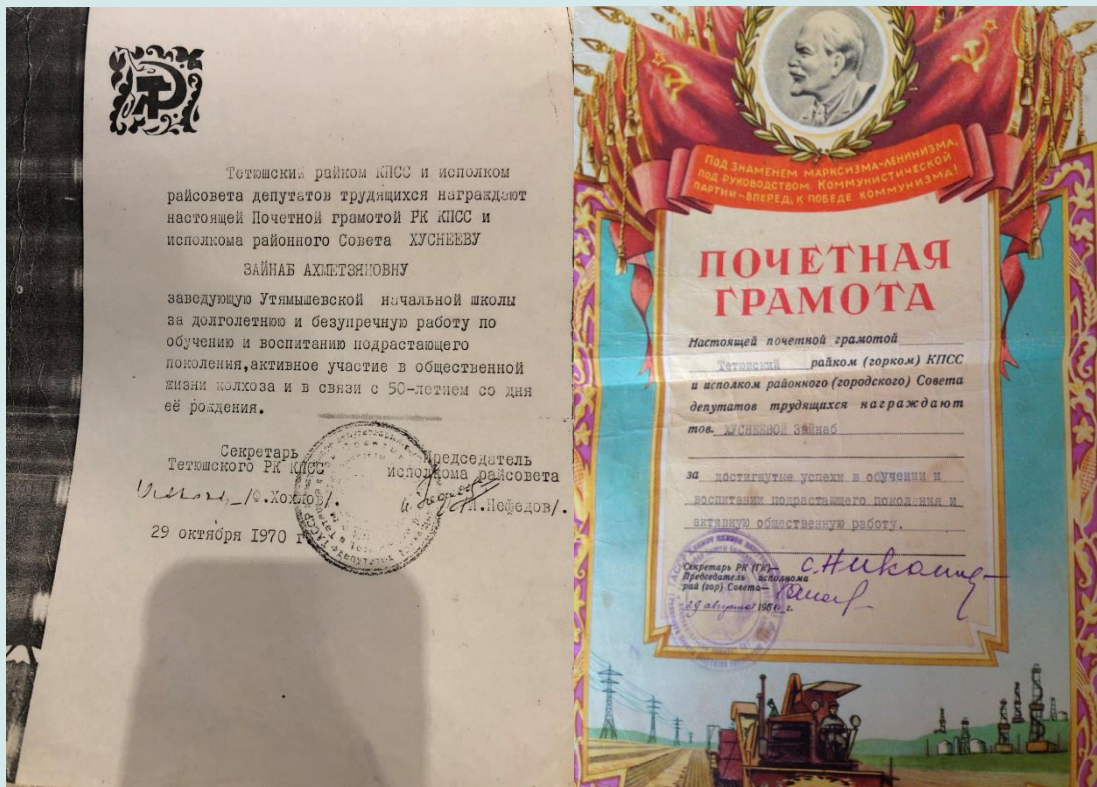 Тетюшский райком КПСС и исполком
райсовета депутатов трудящихся награждают
настоящей Почетной грамотой РК КПСС и
исполкома районного Совета ХУСНЕЕВУ
ЗАЙНАБ АХМЕТЗЯНОВНУ
заведующую Утямышевской начальной школы
за долголетнюю и безупречную работу по
обучению и воспитанию подрастающего
поколения, активное участие в общественной
жизни колхоза и в связи с 50-летием со дня
её рождения.
Секретарь
Тетюшского РК КПСС
/Ф.Хохлов/.
Председатель
исполкома райсовета
Нефедов/.
29 октября 1970 г
ПОД ЗНАМЕНЕМ МАРКСИЗМА-ЛЕНИНИЗМА,
ПОД РУКОВОДСТВОМ КОММУНИСТИЧЕСКОЙ
ПАРТИИ – ВПЕРЕД, К ПОБЕДЕ КОММУНИЗМА!
ПОЧЕТНАЯ
ГРАМОТА
Настоящей почетной грамотой
Тетюшский райком (горком) КПСС
и исполком районного (городского) Совета
депутатов трудящихся награждают
тов. ХУСНЕЕВОЙ Зайнаб
за достигнутые успехи в обучении и
воспитании подрастающего поколения и
активную общественную работу.
Секретарь РК (ГК)—
Председатель исполкома
рай (гор) Совета—
29 августа